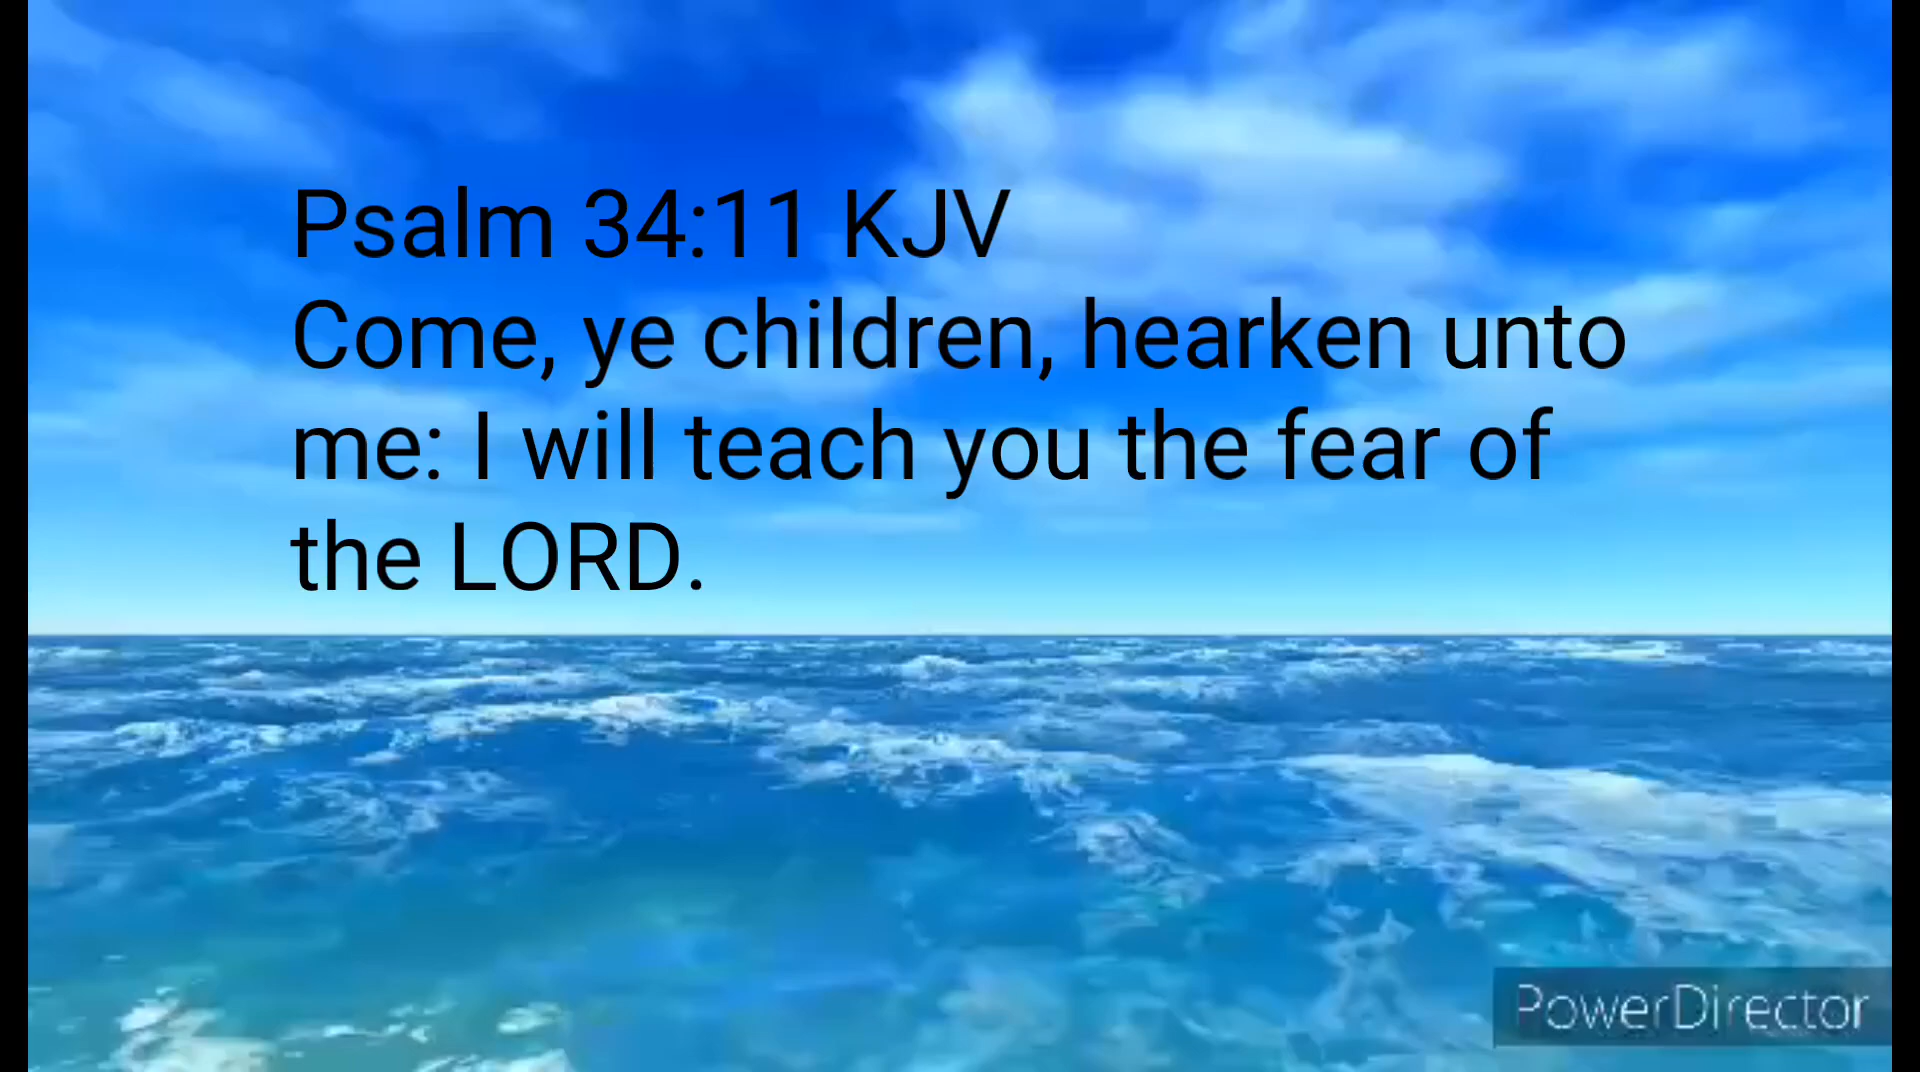 Psalm 34:11 KJV
Come, ye children, hearken unto
me: I will teach you the fear of
the LORD.
PowerDirector